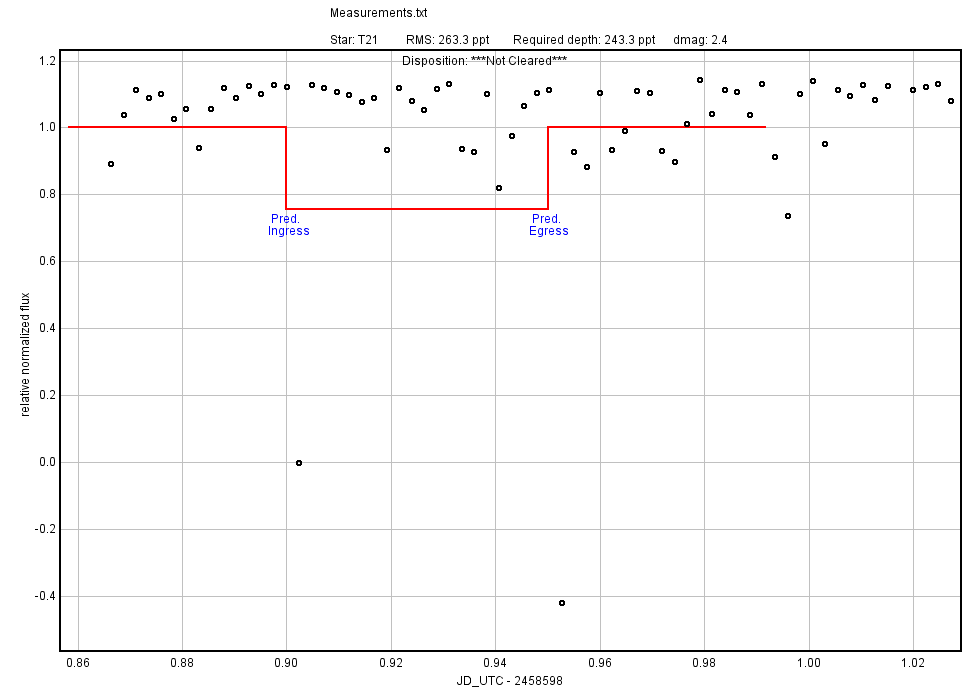 Measurements.txt
Star: T21 RMS: 263.3 ppt Required depth: 243.3 ppt dmag: 2.4
Disposition: ***Not Cleared***
1.2
1.0
0.8
0.6
0.4
0.2
0.0
-0.2
-0.4
relative normalized flux
Pred.
Ingress
Pred.
Egress
0.86 0.88 0.90 0.92 0.94 0.96 0.98 1.00 1.02
JD_UTC - 2458598